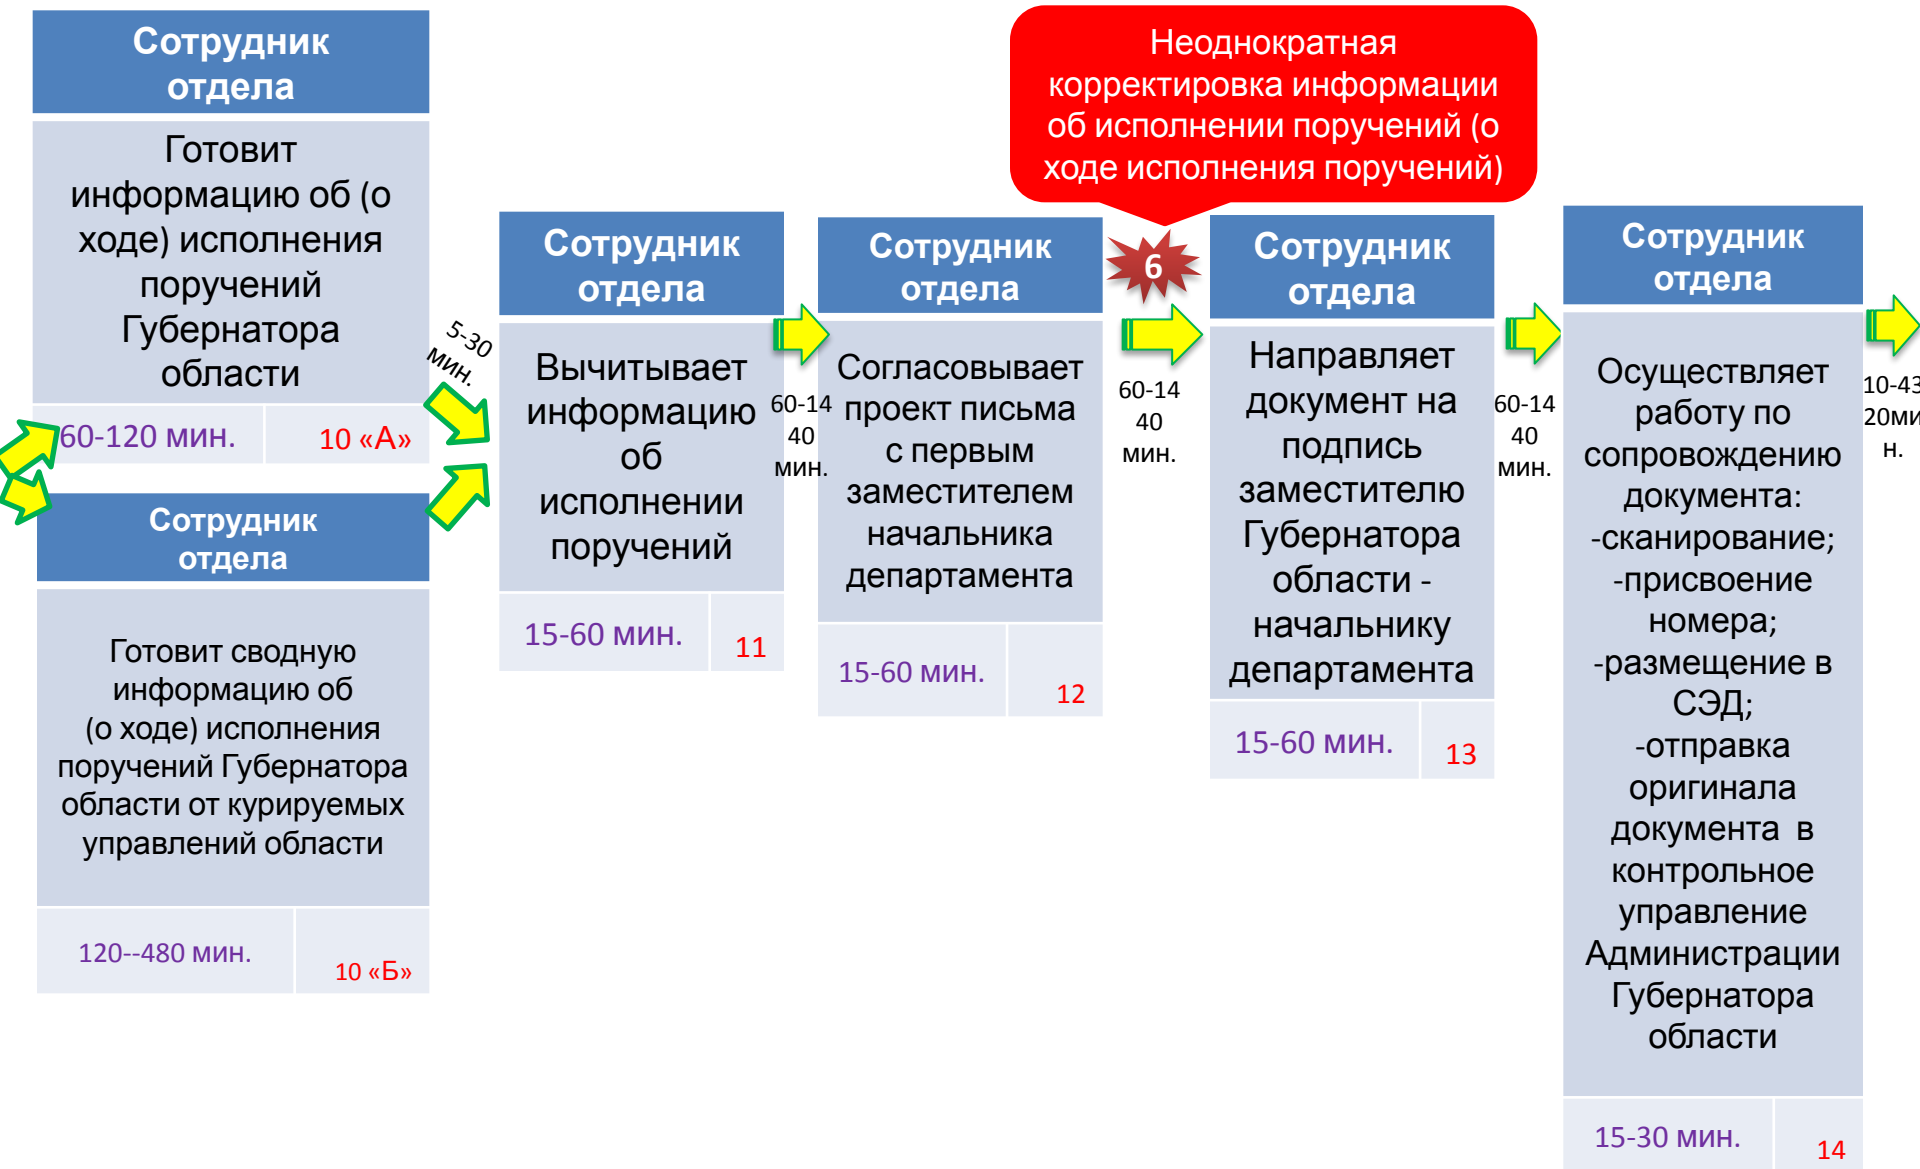 Сотрудник
отдела
Готовит
информацию об (о
ходе) исполнения
поручений
Губернатора
области
60-120 мин.
10 «А»
Сотрудник
отдела
Готовит сводную
информацию об
(о ходе) исполнения
поручений Губернатора
области от курируемых
управлений области
120--480 мин.
10 «Б»
5-30
мин.
Сотрудник
отдела
Вычитывает
информацию
об
исполнении
поручений
15-60 мин.
11
60-14
40
мин.
Сотрудник
отдела
Согласовывает
проект письма
с первым
заместителем
начальника
департамента
15-60 мин.
12
Неоднократная
корректировка информации
об исполнении поручений (о
ходе исполнения поручений)
6
60-14
40
мин.
Сотрудник
отдела
Направляет
документ на
подпись
заместителю
Губернатора
области -
начальнику
департамента
15-60 мин.
13
60-14
40
мин.
Сотрудник
отдела
Осуществляет
работу по
сопровождению
документа:
-сканирование;
-присвоение
номера;
-размещение в
СЭД;
-отправка
оригинала
документа в
контрольное
управление
Администрации
Губернатора
области
15-30 мин.
14
10-43
20ми
н.